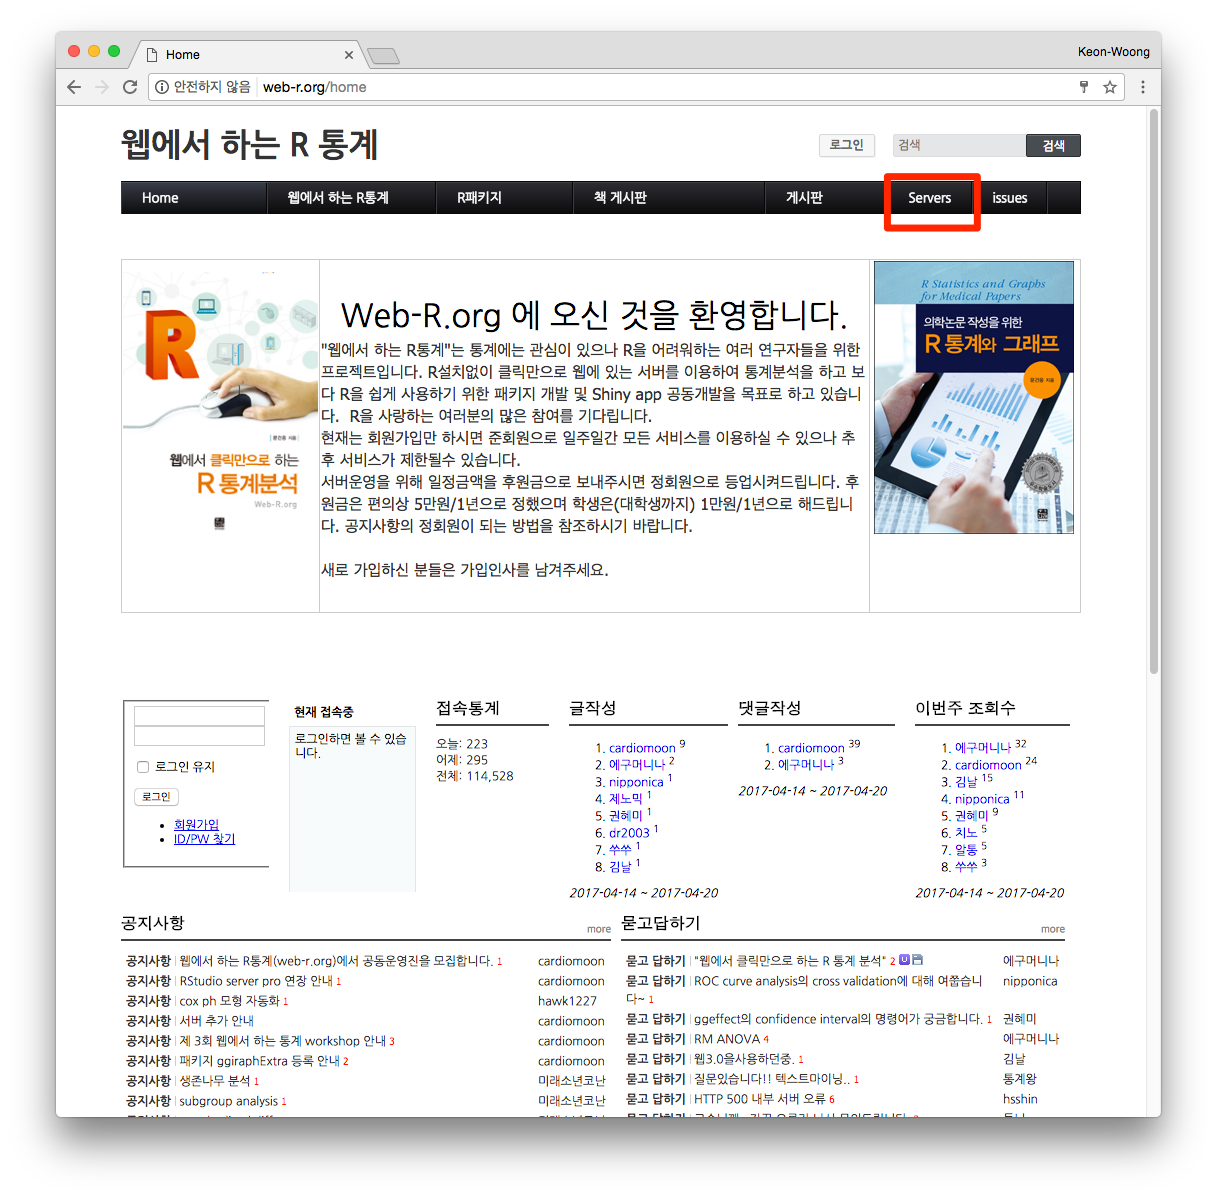 Home
Keon-Woong
안전하지 않음
web-r.org/home
웹에서 하는 R 통계
로그인
검색
검색
Home
웹에서 하는 R통계
R패키지
책 게시판
게시판
Servers
issues
R
[ 문건웅 지음 ]
웹에서 클릭만으로 하는
R 통계분석
Web-R.org
Web-R.org 에 오신 것을 환영합니다.
"웹에서 하는 R통계"는 통계에는 관심이 있으나 R을 어려워하는 여러 연구자들을 위한
프로젝트입니다. R설치없이 클릭만으로 웹에 있는 서버를 이용하여 통계분석을 하고 보
다 R을 쉽게 사용하기 위한 패키지 개발 및 Shiny app 공동개발을 목표로 하고 있습니
다. R을 사랑하는 여러분의 많은 참여를 기다립니다.
현재는 회원가입만 하시면 준회원으로 일주일간 모든 서비스를 이용하실 수 있으나 추
후 서비스가 제한될수 있습니다.
서버운영을 위해 일정금액을 후원금으로 보내주시면 정회원으로 등업시켜드립니다. 후
원금은 편의상 5만원/1년으로 정했으며 학생은(대학생까지) 1만원/1년으로 해드립니
다. 공지사항의 정회원이 되는 방법을 참조하시기 바랍니다.
새로 가입하신 분들은 가입인사를 남겨주세요.
R Statistics and Graphs
for Medical Papers
의학논문 작성을 위한
R 통계와 그래프
문건웅 지음
로그인 유지
로그인
회원가입
ID/PW 찾기
현재 접속중
로그인하면 볼 수 있습
니다.
접속통계
오늘: 223
어제: 295
전체: 114,528
글작성
1. cardiomoon 9
2. 에구머니나 2
3. nipponica 1
4. 제노믹 1
5. 권혜미 1
6. dr2003 1
7. 쑤쑤 1
8. 김날 1
2017-04-14 ~ 2017-04-20
댓글작성
1. cardiomoon 39
2. 에구머니나 3
2017-04-14 ~ 2017-04-20
이번주 조회수
1. 에구머니나 32
2. cardiomoon 24
3. 김날 15
4. nipponica 11
5. 권혜미 9
6. 치노 5
7. 알통 5
8. 쑤쑤 3
2017-04-14 ~ 2017-04-20
공지사항
more
공지사항 웹에서 하는 R통계(web-r.org)에서 공동운영진을 모집합니다. 1 cardiomoon
공지사항 RStudio server pro 연장 안내 1 cardiomoon
공지사항 cox ph 모형 자동화 1 hawk1227
공지사항 서버 추가 안내 cardiomoon
공지사항 제 3회 웹에서 하는 통계 workshop 안내 3 cardiomoon
공지사항 패키지 ggiraphExtra 등록 안내 2 cardiomoon
공지사항 생존나무 분석 1 미래소년코난
공지사항 subgroup analysis 1 미래소년코난
묻고답하기
more
묻고 답하기 "웹에서 클릭만으로 하는 R 통계 분석" 2 에구머니나
묻고 답하기 ROC curve analysis의 cross validation에 대해 여쭙습니 nipponica
다~ 1
묻고 답하기 ggeffect의 confidence interval의 명령어가 궁금합니다. 1 권혜미
묻고 답하기 RM ANOVA 4 에구머니나
묻고 답하기 웹3.0을사용하던중. 1 김날
묻고 답하기 질문있습니다!! 텍스트마이닝.. 1 통계왕
묻고 답하기 HTTP 500 내부 서버 오류 6 hsshin